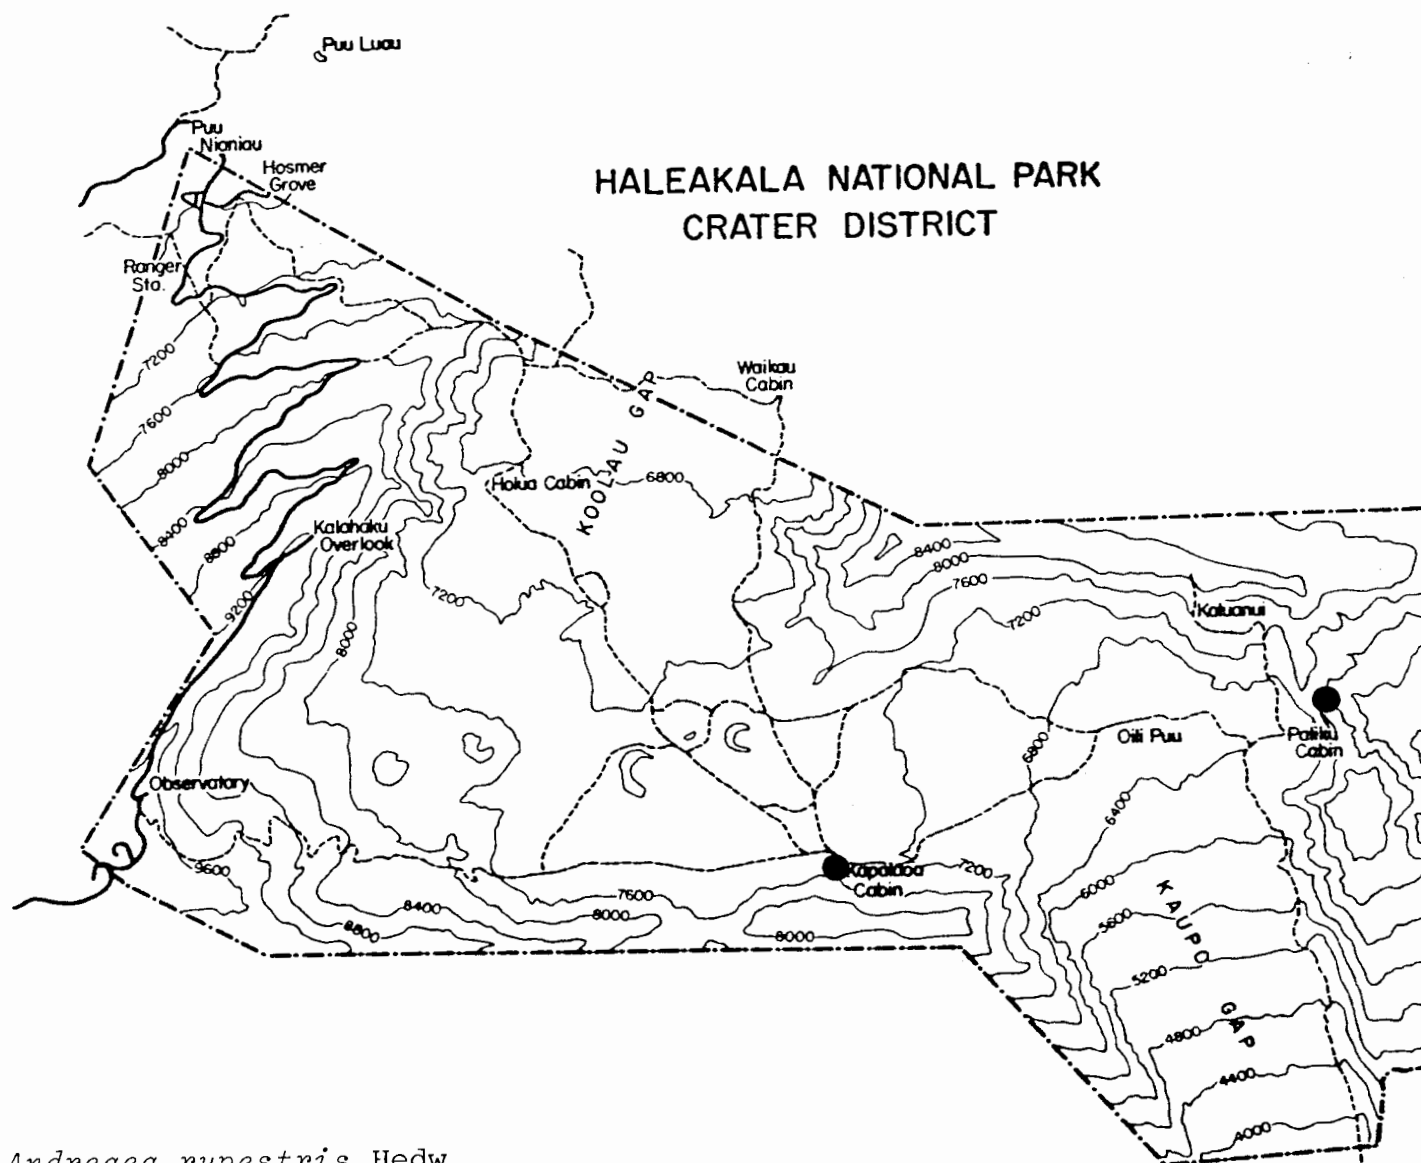 Puu Luau
Puu
Nianiau
Hosmer
Grove
HALEAKALA NATIONAL PARK
CRATER DISTRICT
Ranger
Sta.
7200
Waikau
Cabin
7600
KOOLAU GAP
8000
Holua Cabin
6800
8400
Kalahaku
Overlook
8800
8400
8000
7600
7200
9200
7200
Kaluanui
8000
6800
Oili Puu
Paliku
Cabin
Observatory
6400
9600
Kapalaoa
Cabin
7200
7600
6000
8400
8000
8800
8000
5600
KAUPO GAP
5200
4800
4400
4000
Andreaea rupestris Hedw.